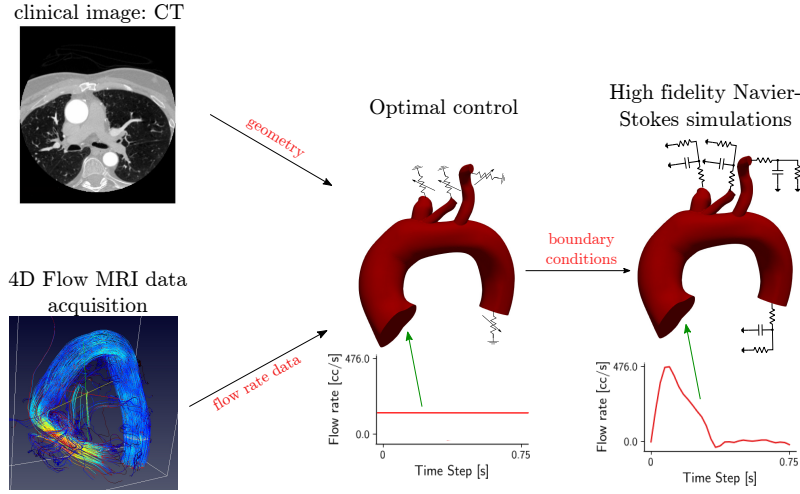 clinical image: CT
geometry
4D Flow MRI data
acquisition
flow rate data
Optimal control
476.0
0.0
Flow rate [cc/s]
0
0.75
Time Step [s]
boundary
conditions
High fidelity Navier–
Stokes simulations
476.0
0.0
Flow rate [cc/s]
0
0.75
Time Step [s]